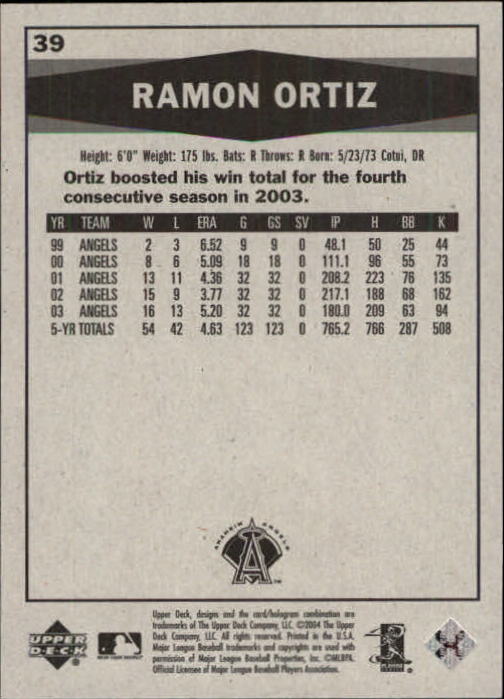 39
RAMON ORTIZ
Height: 6'0" Weight: 175 lbs. Bats: R Throws: R Born: 5/23/73 Cotui, DR
Ortiz boosted his win total for the fourth
consecutive season in 2003.
YR TEAM W L ERA G GS SV IP H BB K
99 ANGELS 2 3 6.52 9 9 0 48.1 50 25 44
00 ANGELS 8 6 5.09 18 18 0 111.1 96 55 73
01 ANGELS 13 11 4.36 32 32 0 208.2 223 76 135
02 ANGELS 15 9 3.77 32 32 0 217.1 188 68 162
03 ANGELS 16 13 5.20 32 32 0 180.0 209 63 94
5-YR TOTALS 54 42 4.63 123 123 0 765.2 766 287 508
ANAHEIM ANGELS
A
Upper Deck, designs and the card/hologram combination are
trademarks of The Upper Deck Company, LLC. ©2004 The Upper
Deck Company, LLC. All rights reserved. Printed in the U.S.A.
Major League Baseball trademarks and copyrights are used with
permission of Major League Baseball Properties, Inc. ©MLBPA.
Official Licensee of Major League Baseball Players Association.
UPPER
DECK